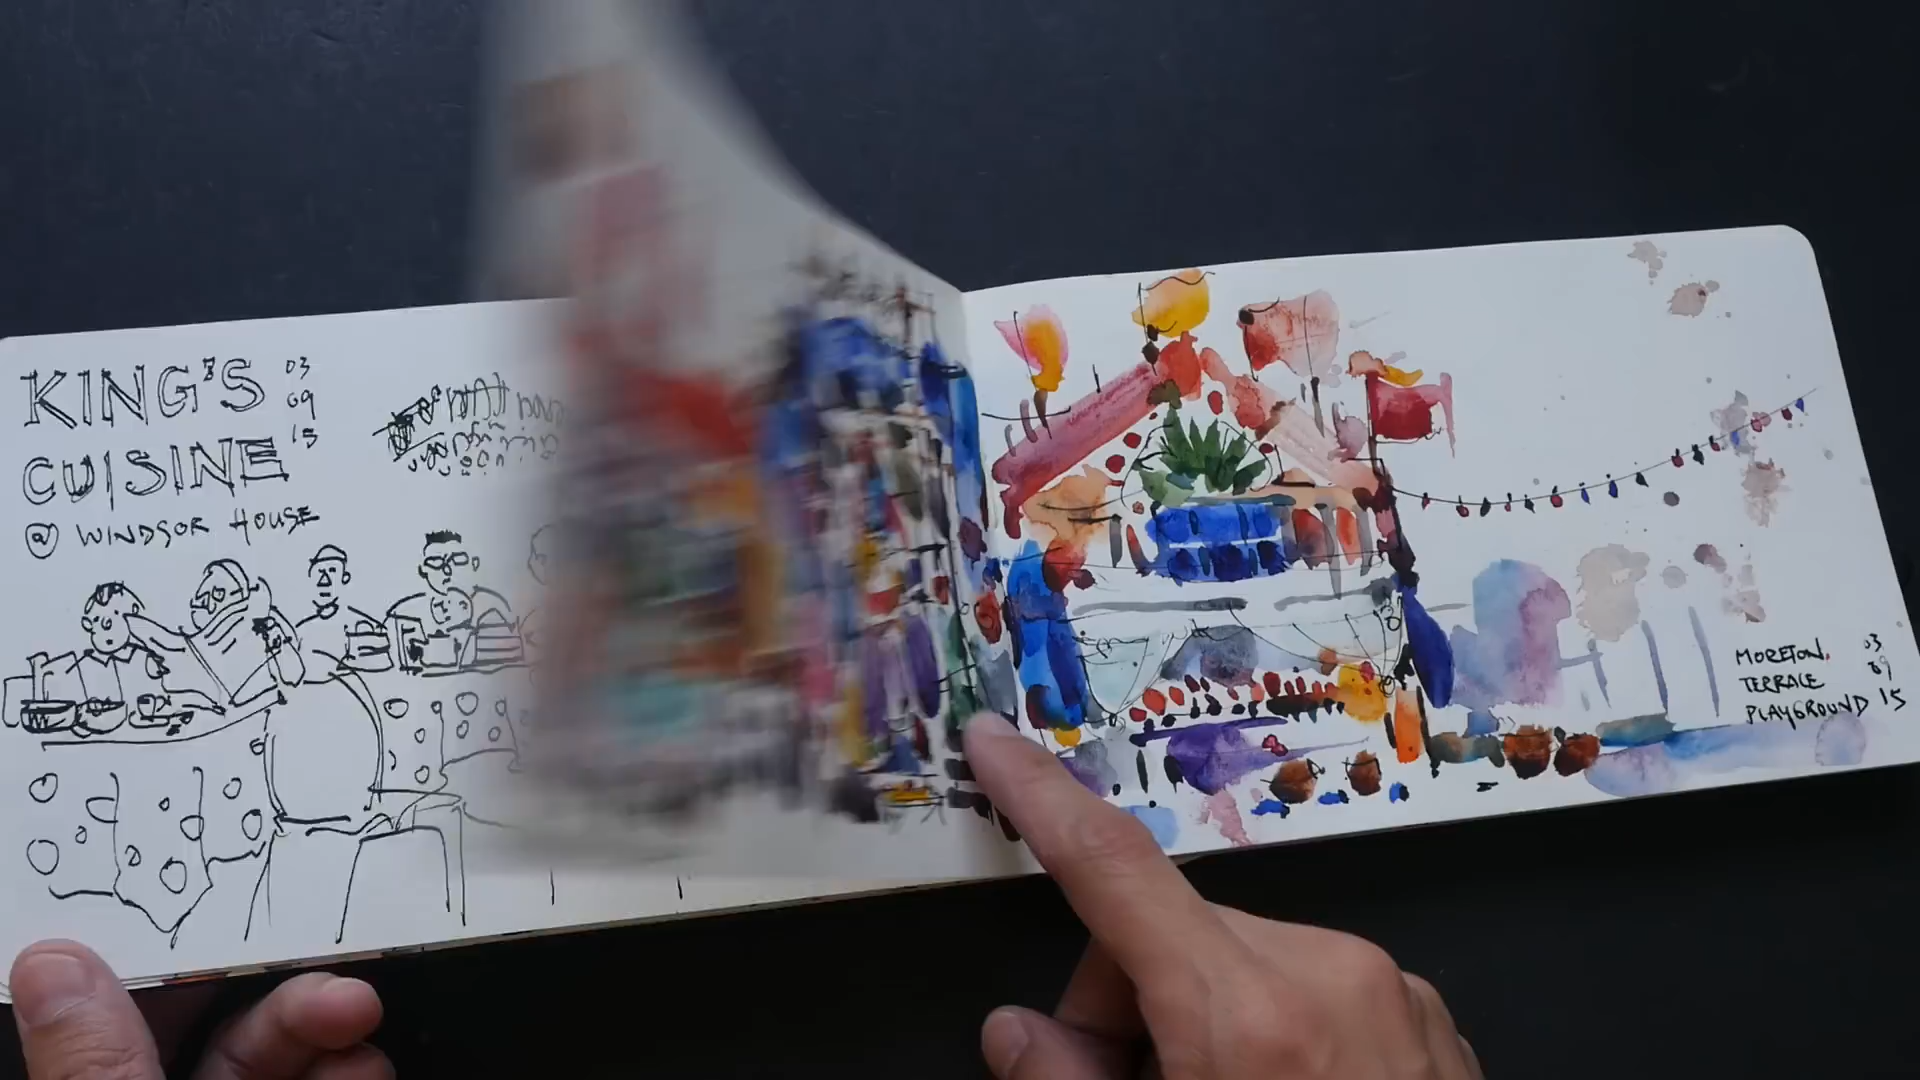 KING'S
CUISINE
@ WINDSOR HOUSE
03
09
15
MORETON
TERRACE
PLAYGROUND
03
09
15